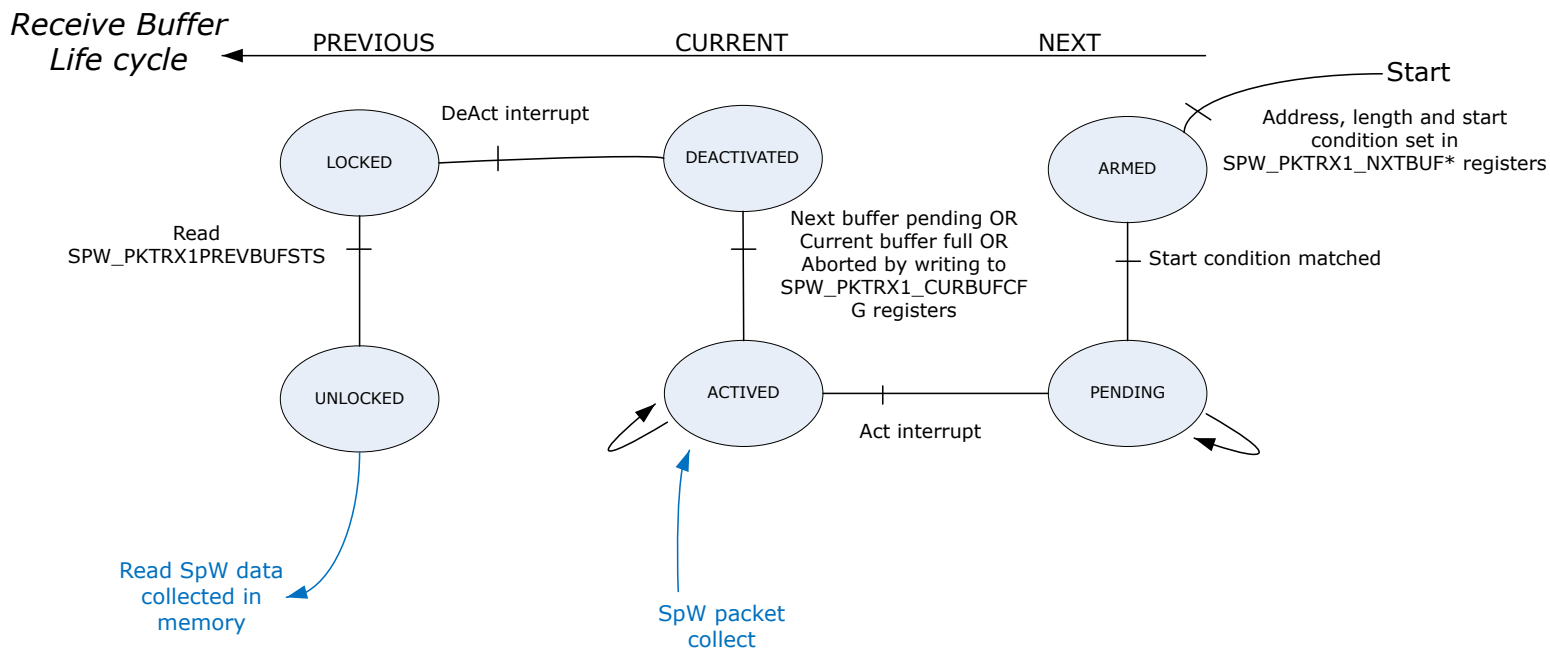 Receive Buffer
Life cycle
PREVIOUS
CURRENT
NEXT
Start
DeAct interrupt
Address, length and start
condition set in
SPW_PKTRX1_NXTBUF* registers
LOCKED
DEACTIVATED
ARMED
Read
SPW_PKTRX1PREVBUFSTS
Next buffer pending OR
Current buffer full OR
Aborted by writing to
SPW_PKTRX1_CURBUFCF
G registers
Start condition matched
UNLOCKED
ACTIVED
PENDING
Act interrupt
Read SpW data
collected in
memory
SpW packet
collect